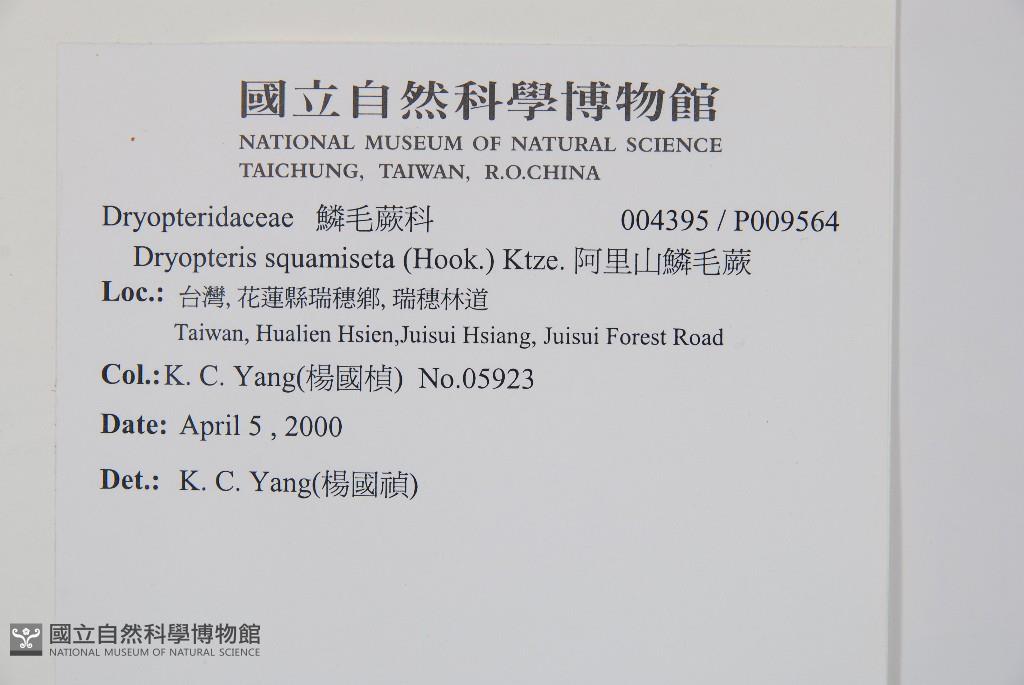 國立自然科學博物館
NATIONAL MUSEUM OF NATURAL SCIENCE
TAICHUNG, TAIWAN, R.O.CHINA
Dryopteridaceae 鱗毛蕨科 004395 / P009564
Dryopteris squamiseta (Hook.) Ktze. 阿里山鱗毛蕨
Loc.: 台灣, 花蓮縣瑞穗鄉, 瑞穗林道
Taiwan, Hualien Hsien,Juisui Hsiang, Juisui Forest Road
Col.:K. C. Yang(楊國楨) No.05923
Date: April 5 , 2000
Det.: K. C. Yang(楊國禎)
國立自然科學博物館
NATIONAL MUSEUM OF NATURAL SCIENCE